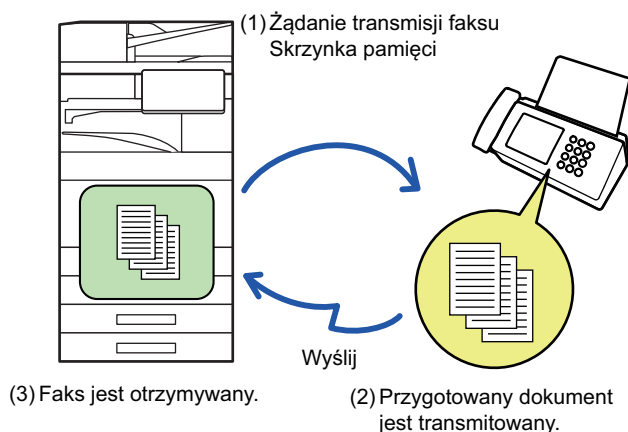 (1) Żądanie transmisji faksu
Skrzynka pamięci
Wyślij
(3) Faks jest otrzymywany.
(2) Przygotowany dokument
jest transmitowany.